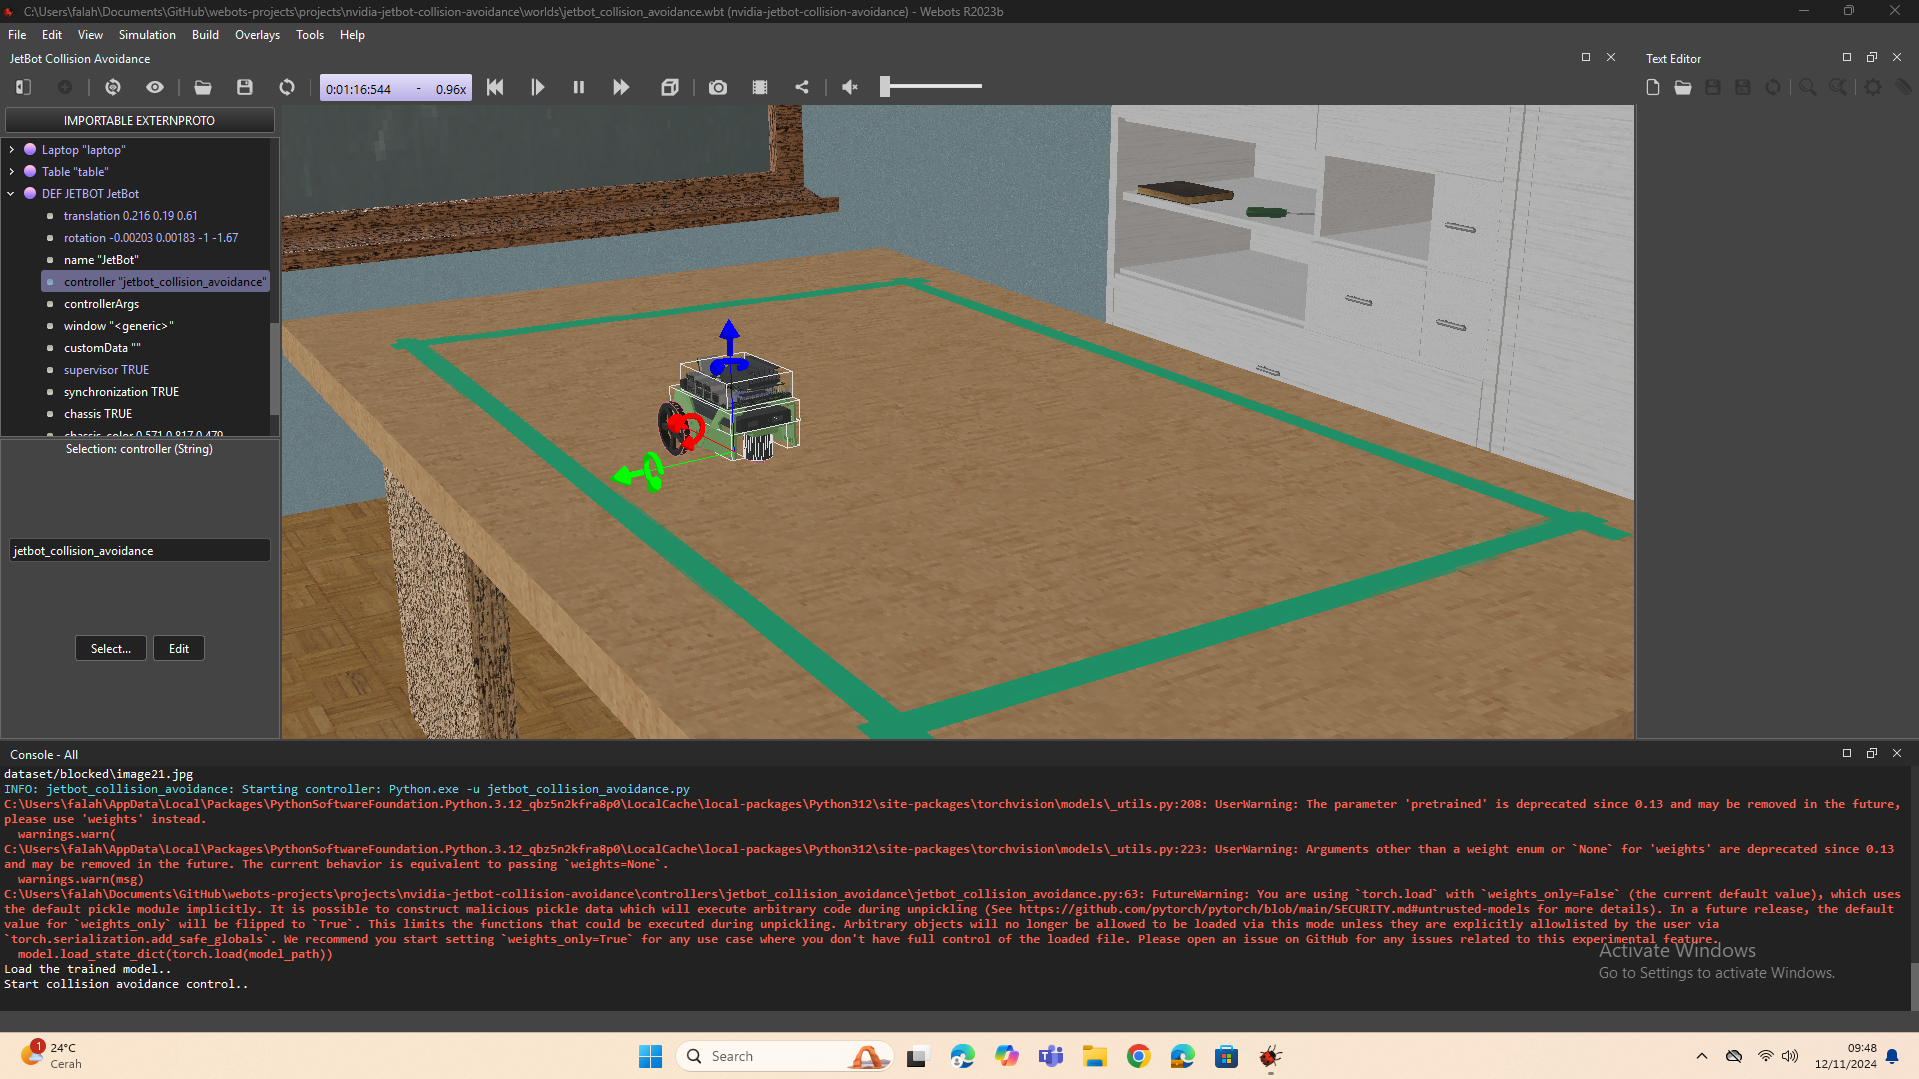 C:\Users\falah\Documents\GitHub\webots-projects\projects\nvidia-jetbot-collision-avoidance\worlds\jetbot_collision_avoidance.wbt (nvidia-jetbot-collision-avoidance) - Webots R2023b
File Edit View Simulation Build Overlays Tools Help
JetBot Collision Avoidance
Text Editor
0:01:16:544 - 0.96x
IMPORTABLE EXTERNPROTO
Laptop "laptop"
Table "table"
DEF JETBOT JetBot
translation 0.216 0.19 0.61
rotation -0.00203 0.00183 -1 -1.67
name "JetBot"
controller "jetbot_collision_avoidance"
controllerArgs
window "<generic>"
customData ""
supervisor TRUE
synchronization TRUE
chassis TRUE
chassis_color 0.571 0.817 0.479
Selection: controller (String)
jetbot_collision_avoidance
Select... Edit
Console - All
dataset/blocked\image21.jpg
INFO: jetbot_collision_avoidance: Starting controller: Python.exe -u jetbot_collision_avoidance.py
C:\Users\falah\AppData\Local\Packages\PythonSoftwareFoundation.Python.3.12_qbz5n2kfra8p0\LocalCache\local-packages\Python312\site-packages\torchvision\models\_utils.py:208: UserWarning: The parameter 'pretrained' is deprecated since 0.13 and may be removed in the future,
please use 'weights' instead.
warnings.warn(
C:\Users\falah\AppData\Local\Packages\PythonSoftwareFoundation.Python.3.12_qbz5n2kfra8p0\LocalCache\local-packages\Python312\site-packages\torchvision\models\_utils.py:223: UserWarning: Arguments other than a weight enum or `None` for 'weights' are deprecated since 0.13
and may be removed in the future. The current behavior is equivalent to passing `weights=None`.
warnings.warn(msg)
C:\Users\falah\Documents\GitHub\webots-projects\projects\nvidia-jetbot-collision-avoidance\controllers\jetbot_collision_avoidance\jetbot_collision_avoidance.py:63: FutureWarning: You are using `torch.load` with `weights_only=False` (the current default value), which uses
the default pickle module implicitly. It is possible to construct malicious pickle data which will execute arbitrary code during unpickling (See https://github.com/pytorch/pytorch/blob/main/SECURITY.md#untrusted-models for more details). In a future release, the default
value for `weights_only` will be flipped to `True`. This limits the functions that could be executed during unpickling. Arbitrary objects will no longer be allowed to be loaded via this mode unless they are explicitly allowlisted by the user via
`torch.serialization.add_safe_globals`. We recommend you start setting `weights_only=True` for any use case where you don't have full control of the loaded file. Please open an issue on GitHub for any issues related to this experimental feature.
model.load_state_dict(torch.load(model_path))
Load the trained model..
Start collision avoidance control..
Activate Windows
Go to Settings to activate Windows.
1
24°C
Cerah
Search
09:48
12/11/2024